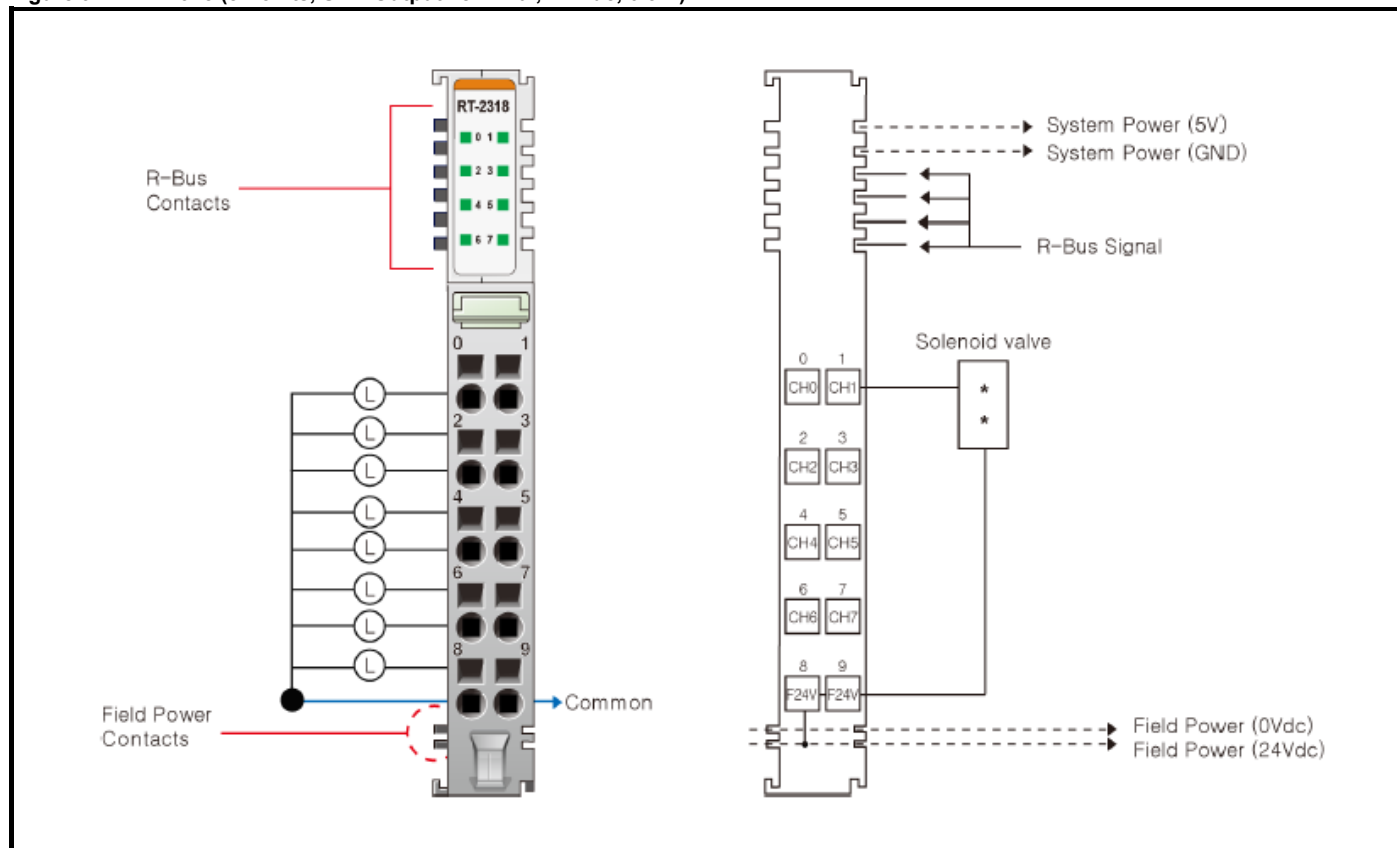 RT-2318
0 1
2 3
4 5
6 7
R-Bus
Contacts
0 1
2 3
4 5
6 7
8 9
L
L
L
L
L
L
L
L
Common
Field Power
Contacts
System Power (5V)
System Power (GND)
R-Bus Signal
Solenoid valve
*
*
0 1
CH0 CH1
2 3
CH2 CH3
4 5
CH4 CH5
6 7
CH6 CH7
8 9
F24V F24V
Field Power (0Vdc)
Field Power (24Vdc)